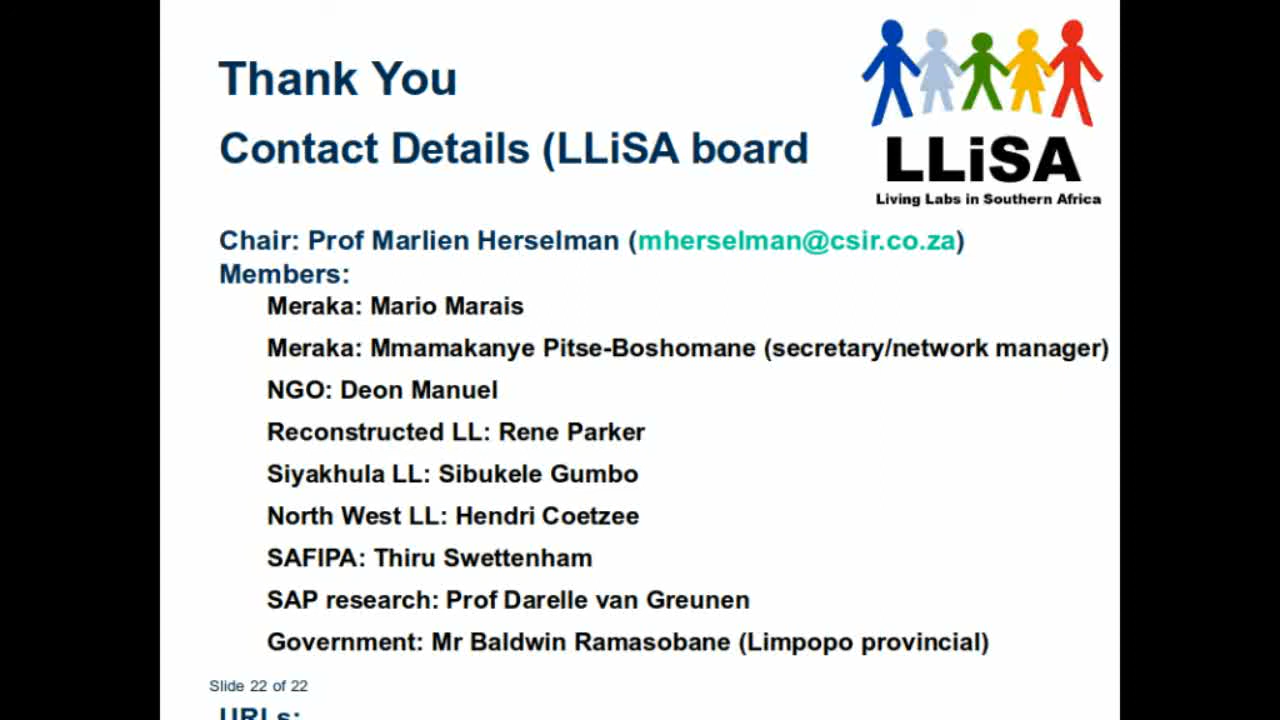 Thank You
Contact Details (LLiSA board
LLiSA
Living Labs in Southern Africa
Chair: Prof Marlien Herselman (mherselman@csir.co.za)
Members:
Meraka: Mario Marais
Meraka: Mmamakanye Pitse-Boshomane (secretary/network manager)
NGO: Deon Manuel
Reconstructed LL: Rene Parker
Siyakhula LL: Sibukele Gumbo
North West LL: Hendri Coetzee
SAFIPA: Thiru Swettenham
SAP research: Prof Darelle van Greunen
Government: Mr Baldwin Ramasobane (Limpopo provincial)
Slide 22 of 22
URLs: